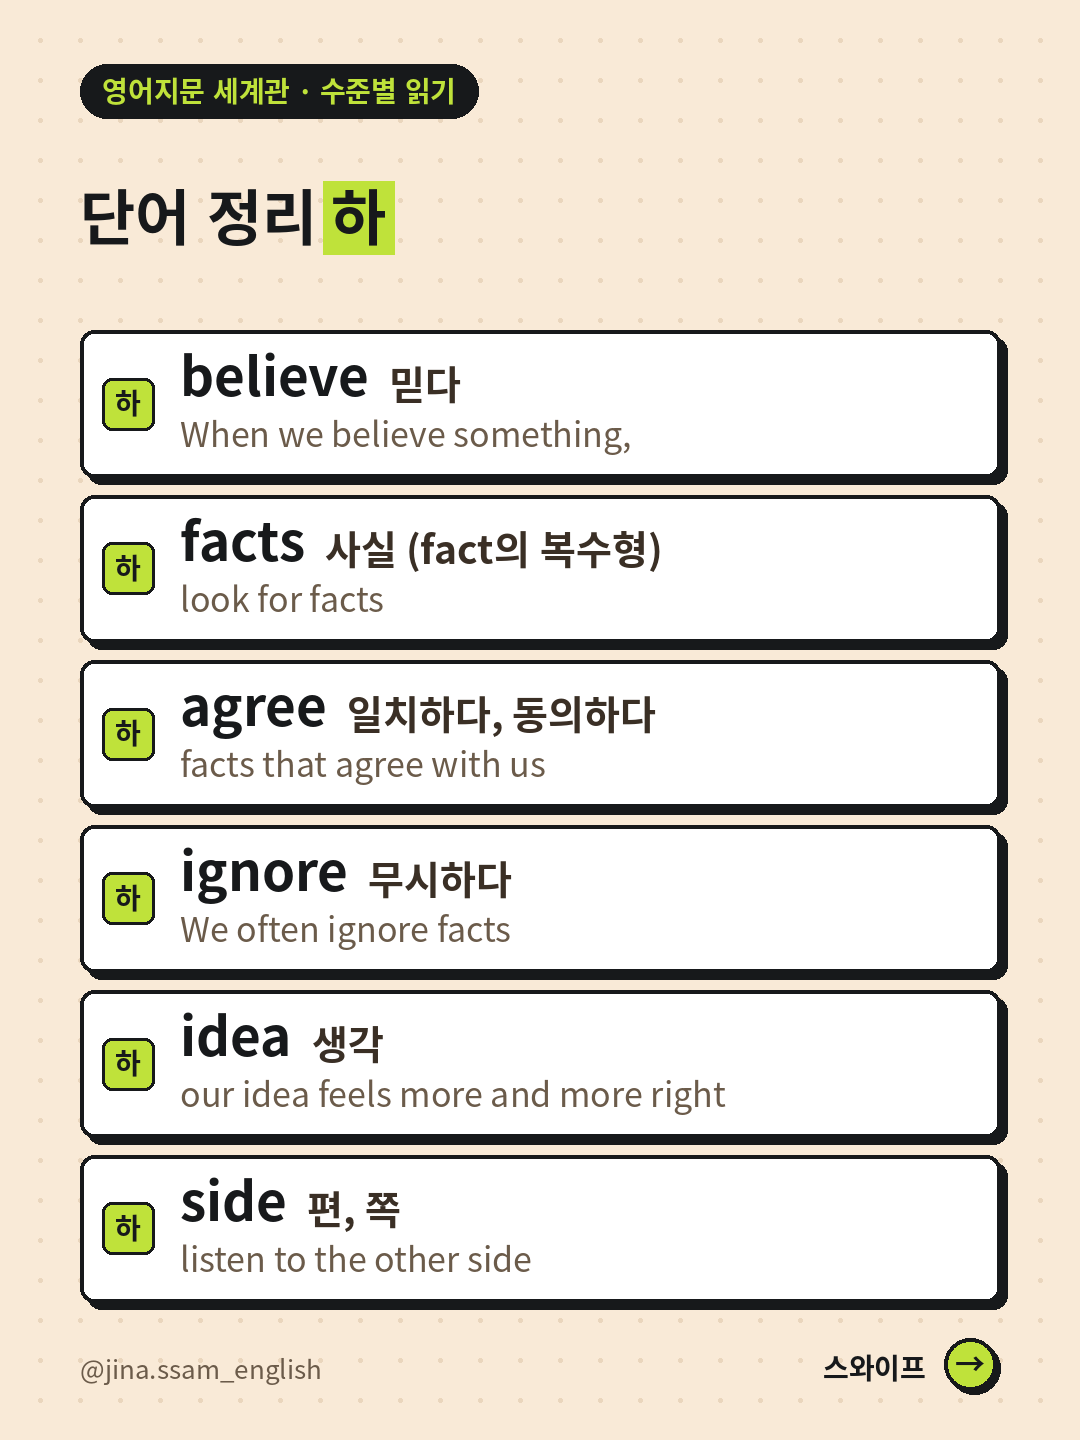 영어지문 세계관 · 수준별 읽기
단어 정리 하
하
believe 믿다
When we believe something,
하
facts 사실 (fact의 복수형)
look for facts
하
agree 일치하다, 동의하다
facts that agree with us
하
ignore 무시하다
We often ignore facts
하
idea 생각
our idea feels more and more right
하
side 편, 쪽
listen to the other side
@jina.ssam_english
스와이프 →